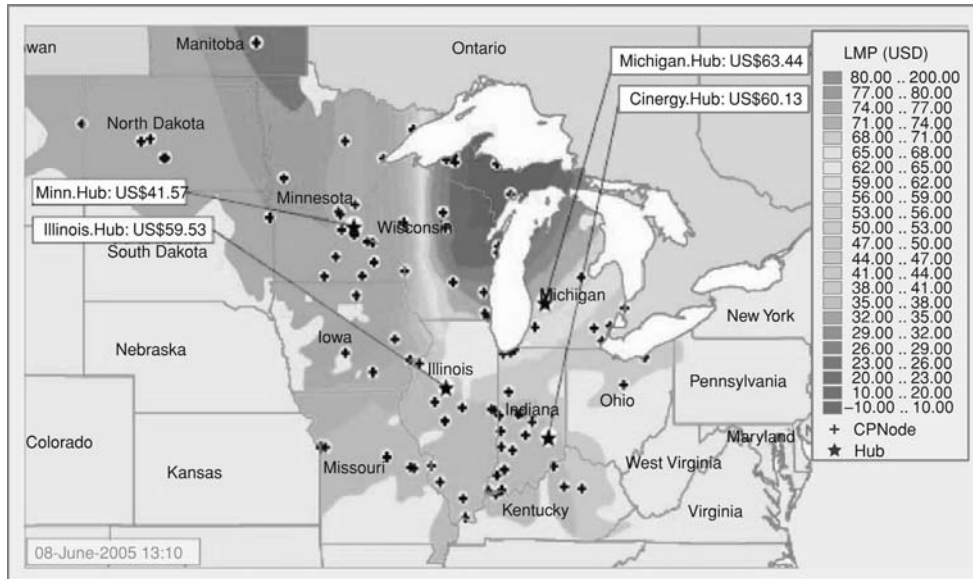 wan
Manitoba
Ontario
Michigan.Hub: US$63.44
Cinergy.Hub: US$60.13
North Dakota
Minn.Hub: US$41.57
Minnesota
Illinois.Hub: US$59.53
Wisconsin
South Dakota
Michigan
New York
Iowa
Nebraska
Illinois
Pennsylvania
Ohio
Indiana
Colorado
Maryland
Kansas
Missouri
West Virginia
Kentucky
Virginia
08-June-2005 13:10
LMP (USD)
80.00 .. 200.00
77.00 .. 80.00
74.00 .. 77.00
71.00 .. 74.00
68.00 .. 71.00
65.00 .. 68.00
62.00 .. 65.00
59.00 .. 62.00
56.00 .. 59.00
53.00 .. 56.00
50.00 .. 53.00
47.00 .. 50.00
44.00 .. 47.00
41.00 .. 44.00
38.00 .. 41.00
35.00 .. 38.00
32.00 .. 35.00
29.00 .. 32.00
26.00 .. 29.00
23.00 .. 26.00
20.00 .. 23.00
10.00 .. 20.00
–10.00 .. 10.00
CPNode
Hub